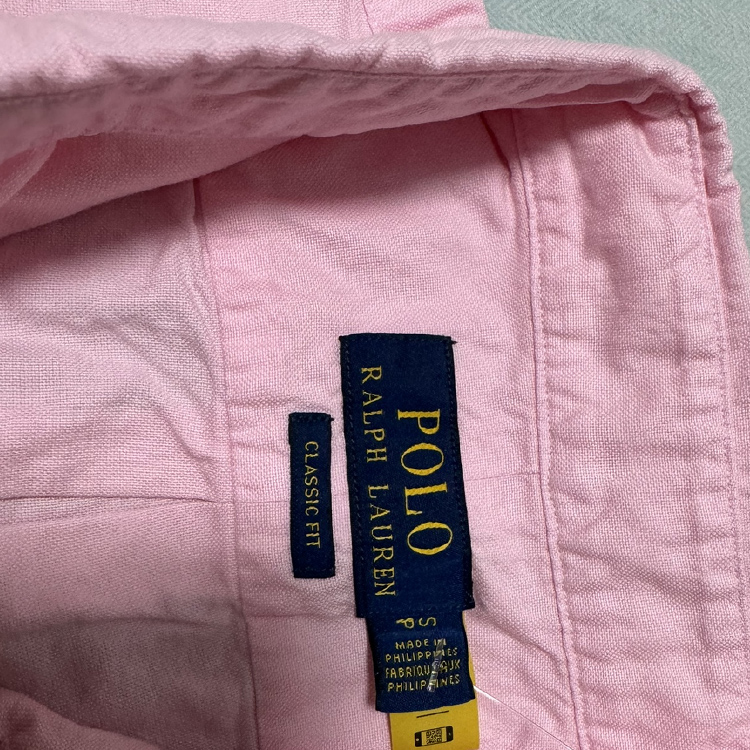 POLO
RALPH LAUREN
CLASSIC FIT
S
P
MADE IN
PHILIPPINES
FABRIQUÉ AUX
PHILIPPINES